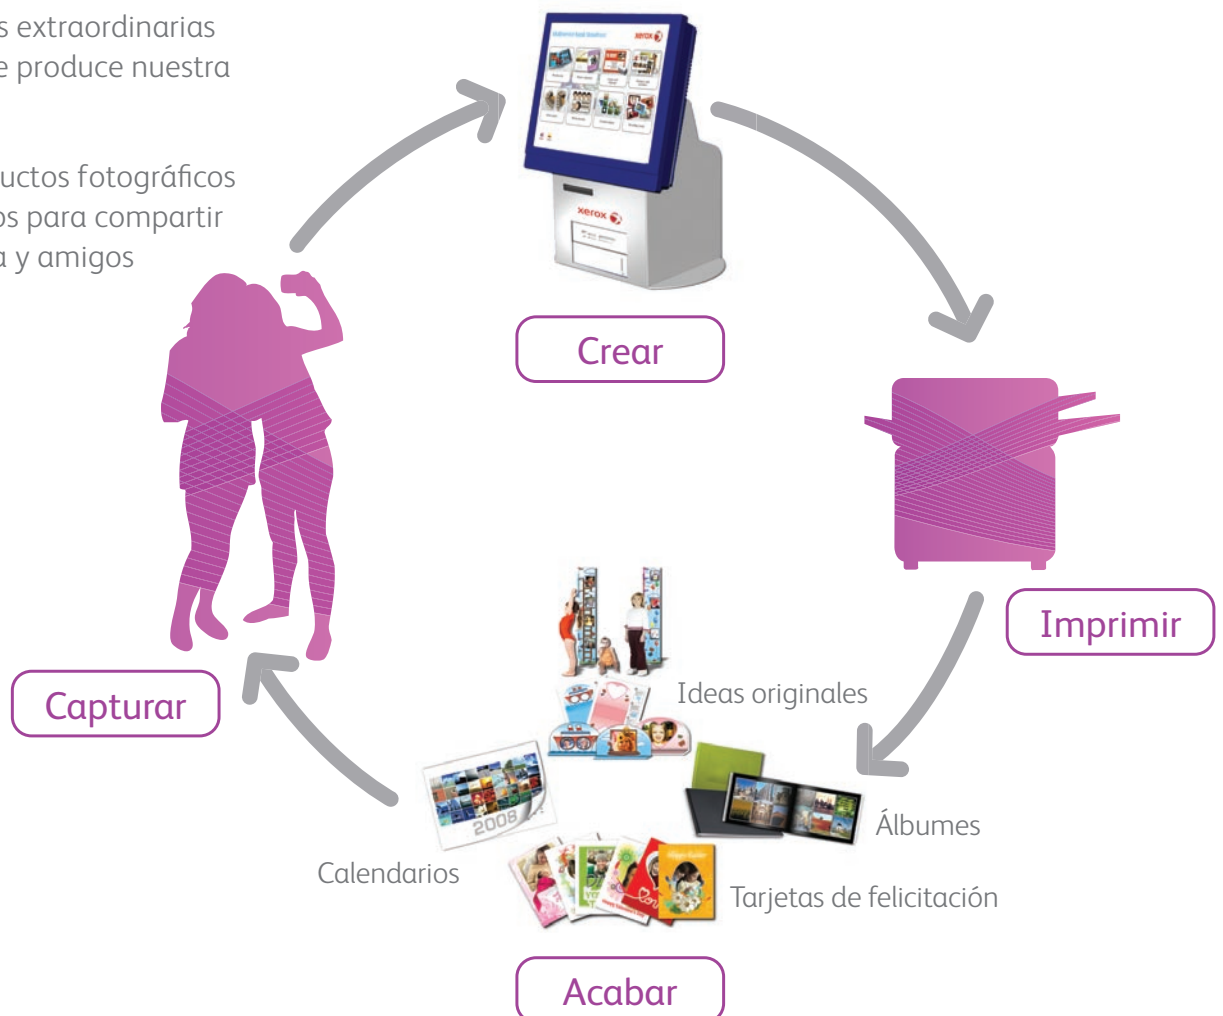 s extraordinarias
e produce nuestra
uctos fotográficos
os para compartir
a y amigos
xerox
xerox
Crear
Imprimir
Capturar
Ideas originales
2008
Álbumes
Calendarios
Tarjetas de felicitación
Acabar